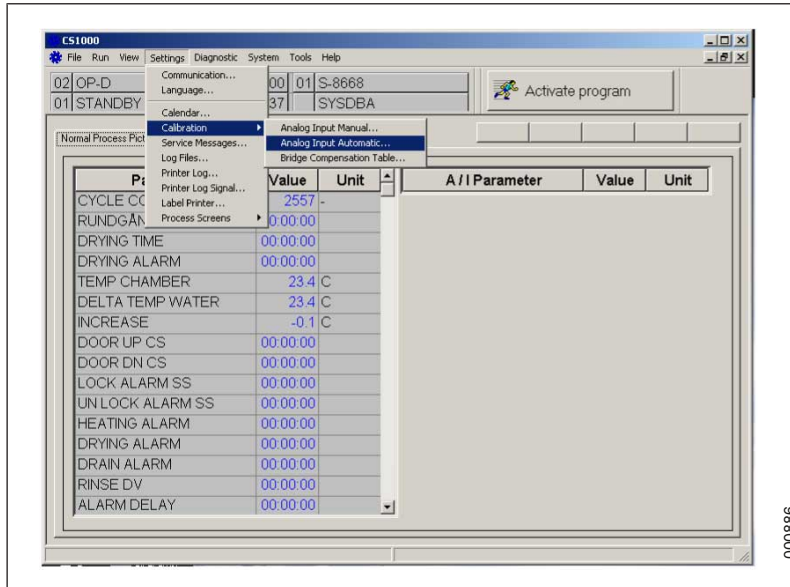 CS1000
File Run View Settings Diagnostic System Tools Help
02 OP-D 00 01 S-8668
01 STANDBY 37 SYSDBA
Activate program
Communication...
Language...
Calendar...
Calibration
Service Messages...
Log Files...
Printer Log...
Printer Log Signal...
Label Printer...
Process Screens
Analog Input Manual...
Analog Input Automatic...
Bridge Compensation Table...
Normal Process Pict
Pa Value Unit
A / I Parameter Value Unit
CYCLE CO 2557 -
RUNDGÅN 0:00:00
DRYING TIME 00:00:00
DRYING ALARM 00:00:00
TEMP CHAMBER 23.4 C
DELTA TEMP WATER 23.4 C
INCREASE -0.1 C
DOOR UP CS 00:00:00
DOOR DN CS 00:00:00
LOCK ALARM SS 00:00:00
UN LOCK ALARM SS 00:00:00
HEATING ALARM 00:00:00
DRYING ALARM 00:00:00
DRAIN ALARM 00:00:00
RINSE DV 00:00:00
ALARM DELAY 00:00:00